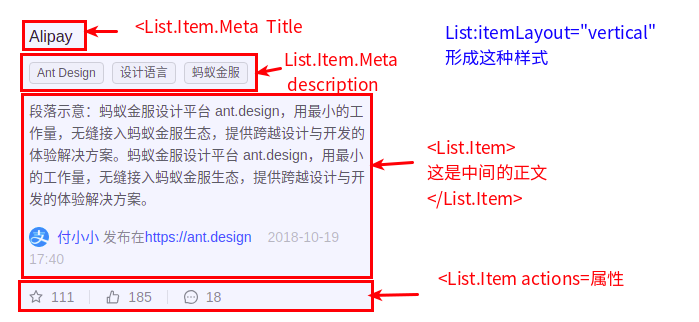 Alipay
<List.Item.Meta Title
List:itemLayout="vertical"
形成这种样式
Ant Design 设计语言 蚂蚁金服
List.Item.Meta
description
段落示意：蚂蚁金服设计平台 ant.design，用最小的工
作量，无缝接入蚂蚁金服生态，提供跨越设计与开发的
体验解决方案。蚂蚁金服设计平台 ant.design，用最小
的工作量，无缝接入蚂蚁金服生态，提供跨越设计与开
发的体验解决方案。
付小小 发布在https://ant.design 2018-10-19
17:40
<List.Item>
这是中间的正文
</List.Item>
111 185 18
<List.Item actions=属性